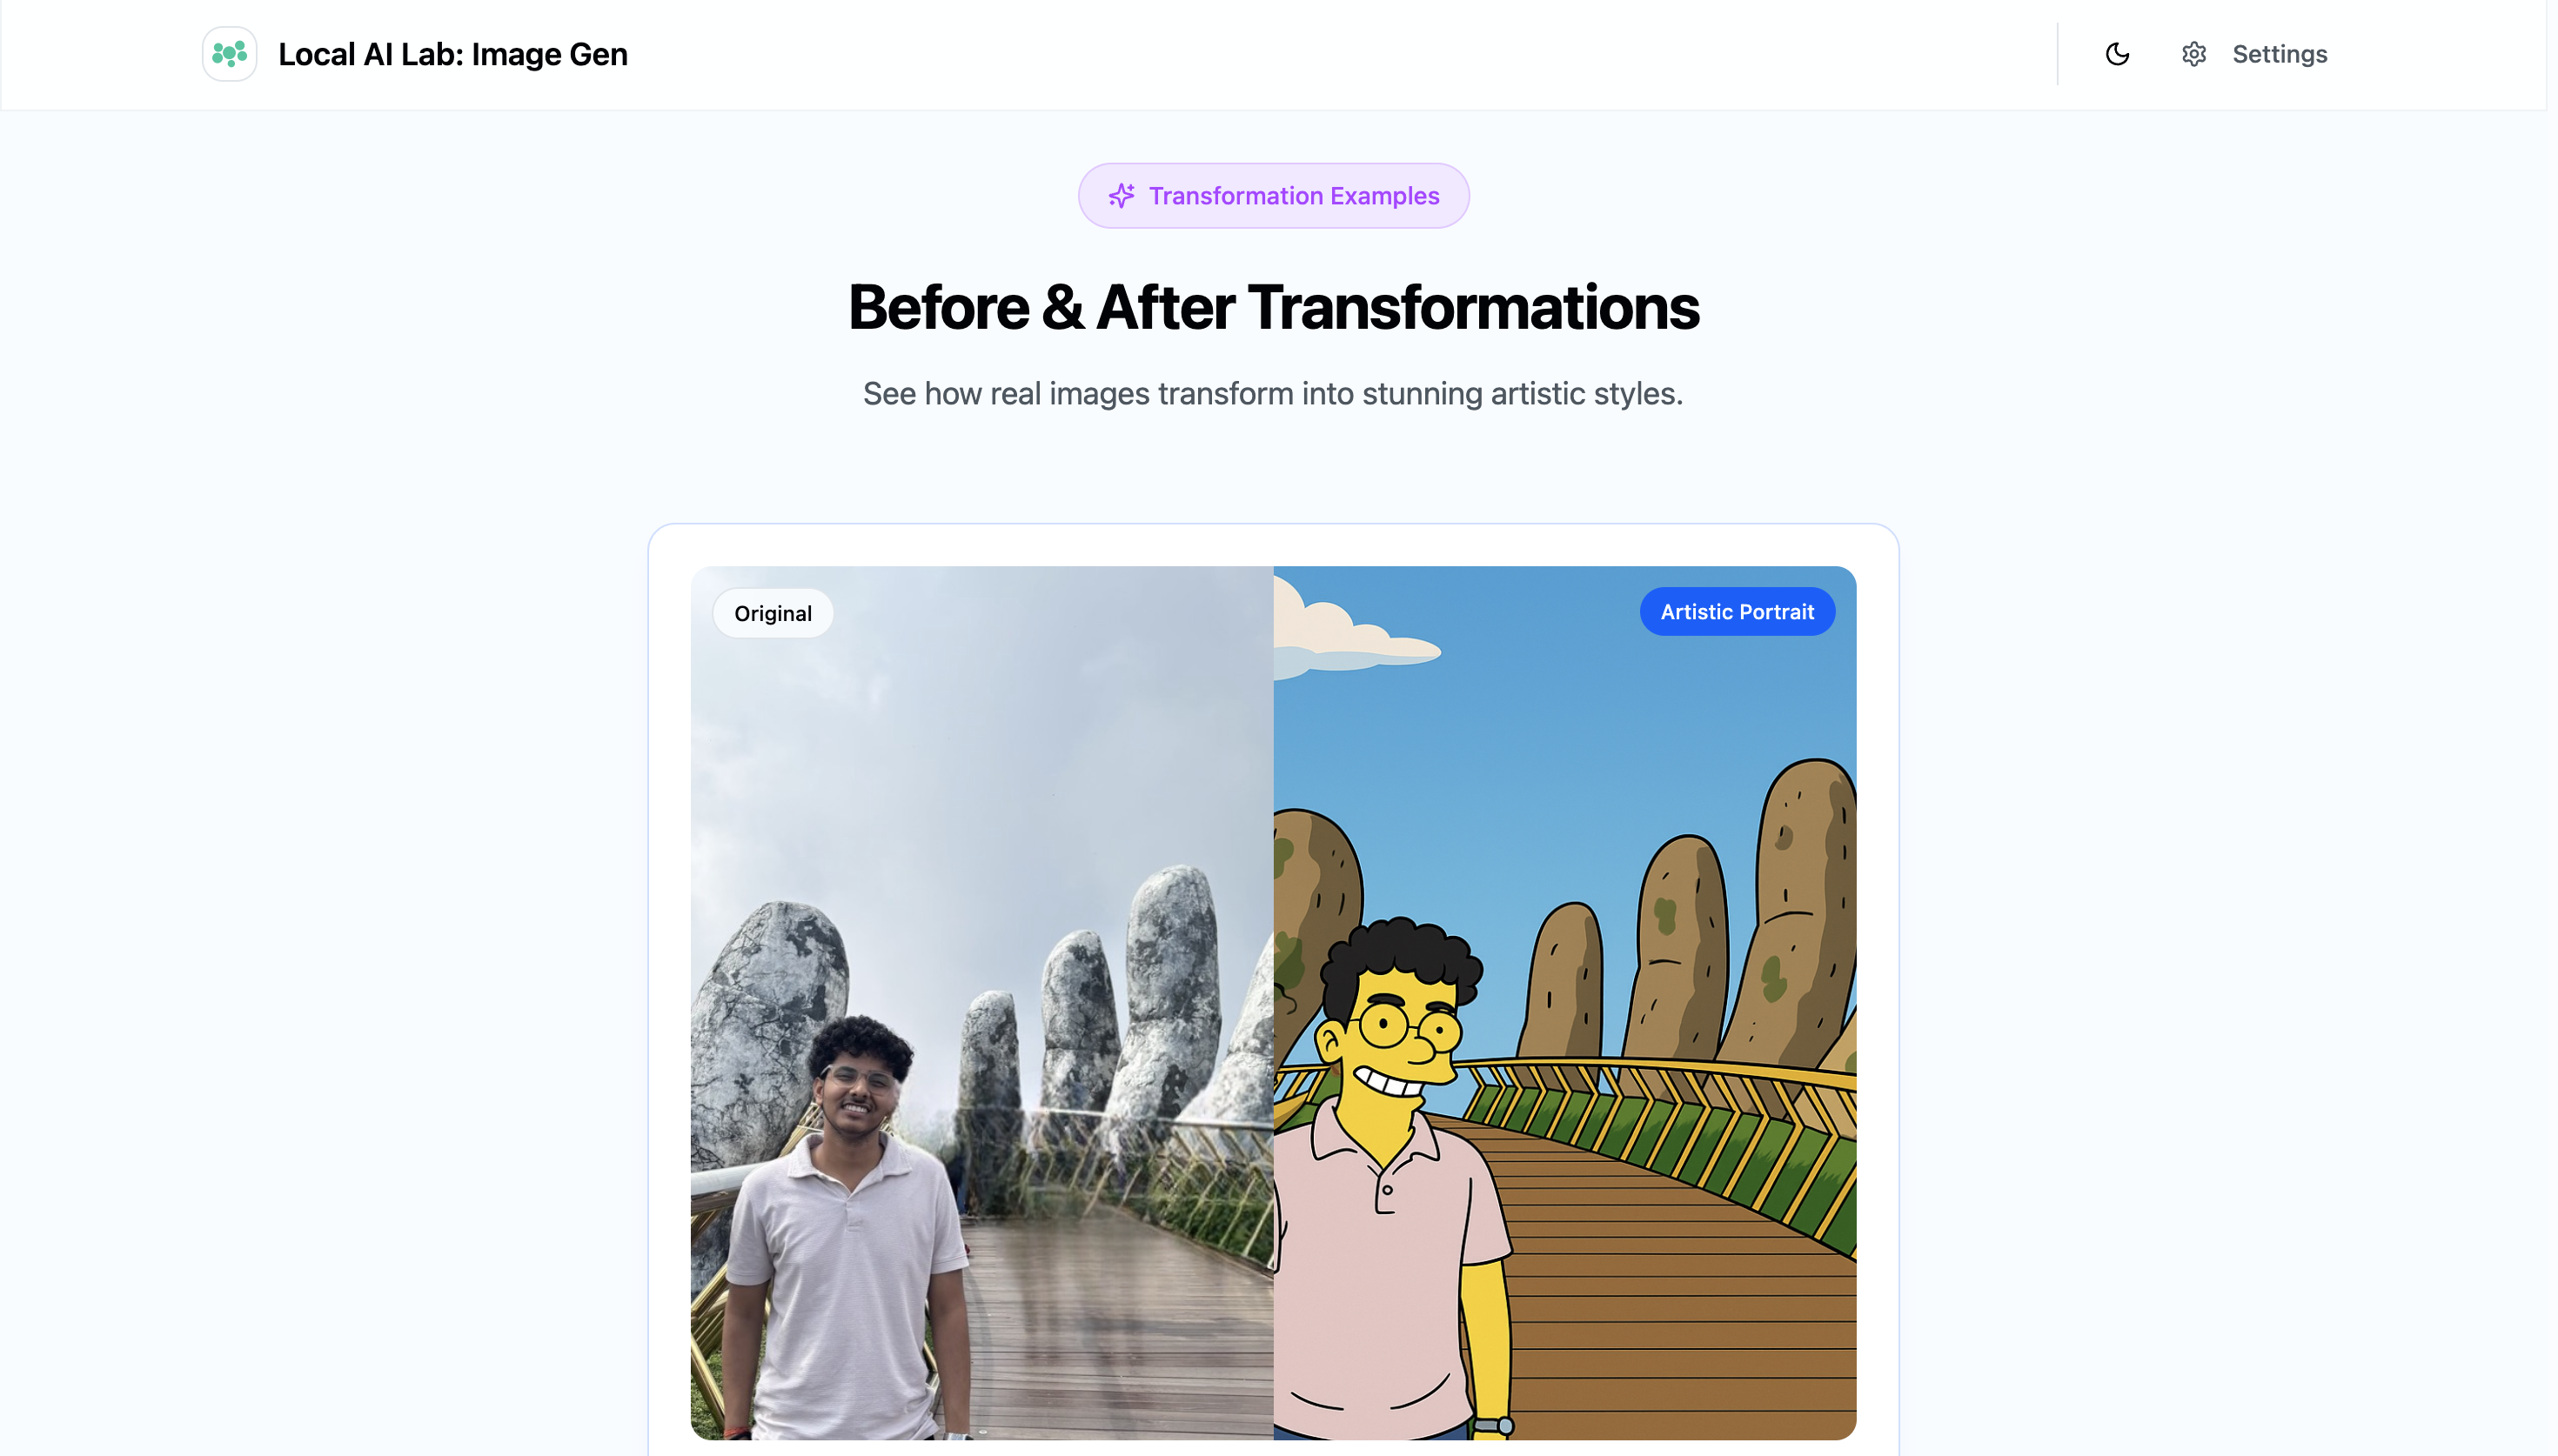 Local AI Lab: Image Gen
Settings
Transformation Examples
Before & After Transformations
See how real images transform into stunning artistic styles.
Original
Artistic Portrait